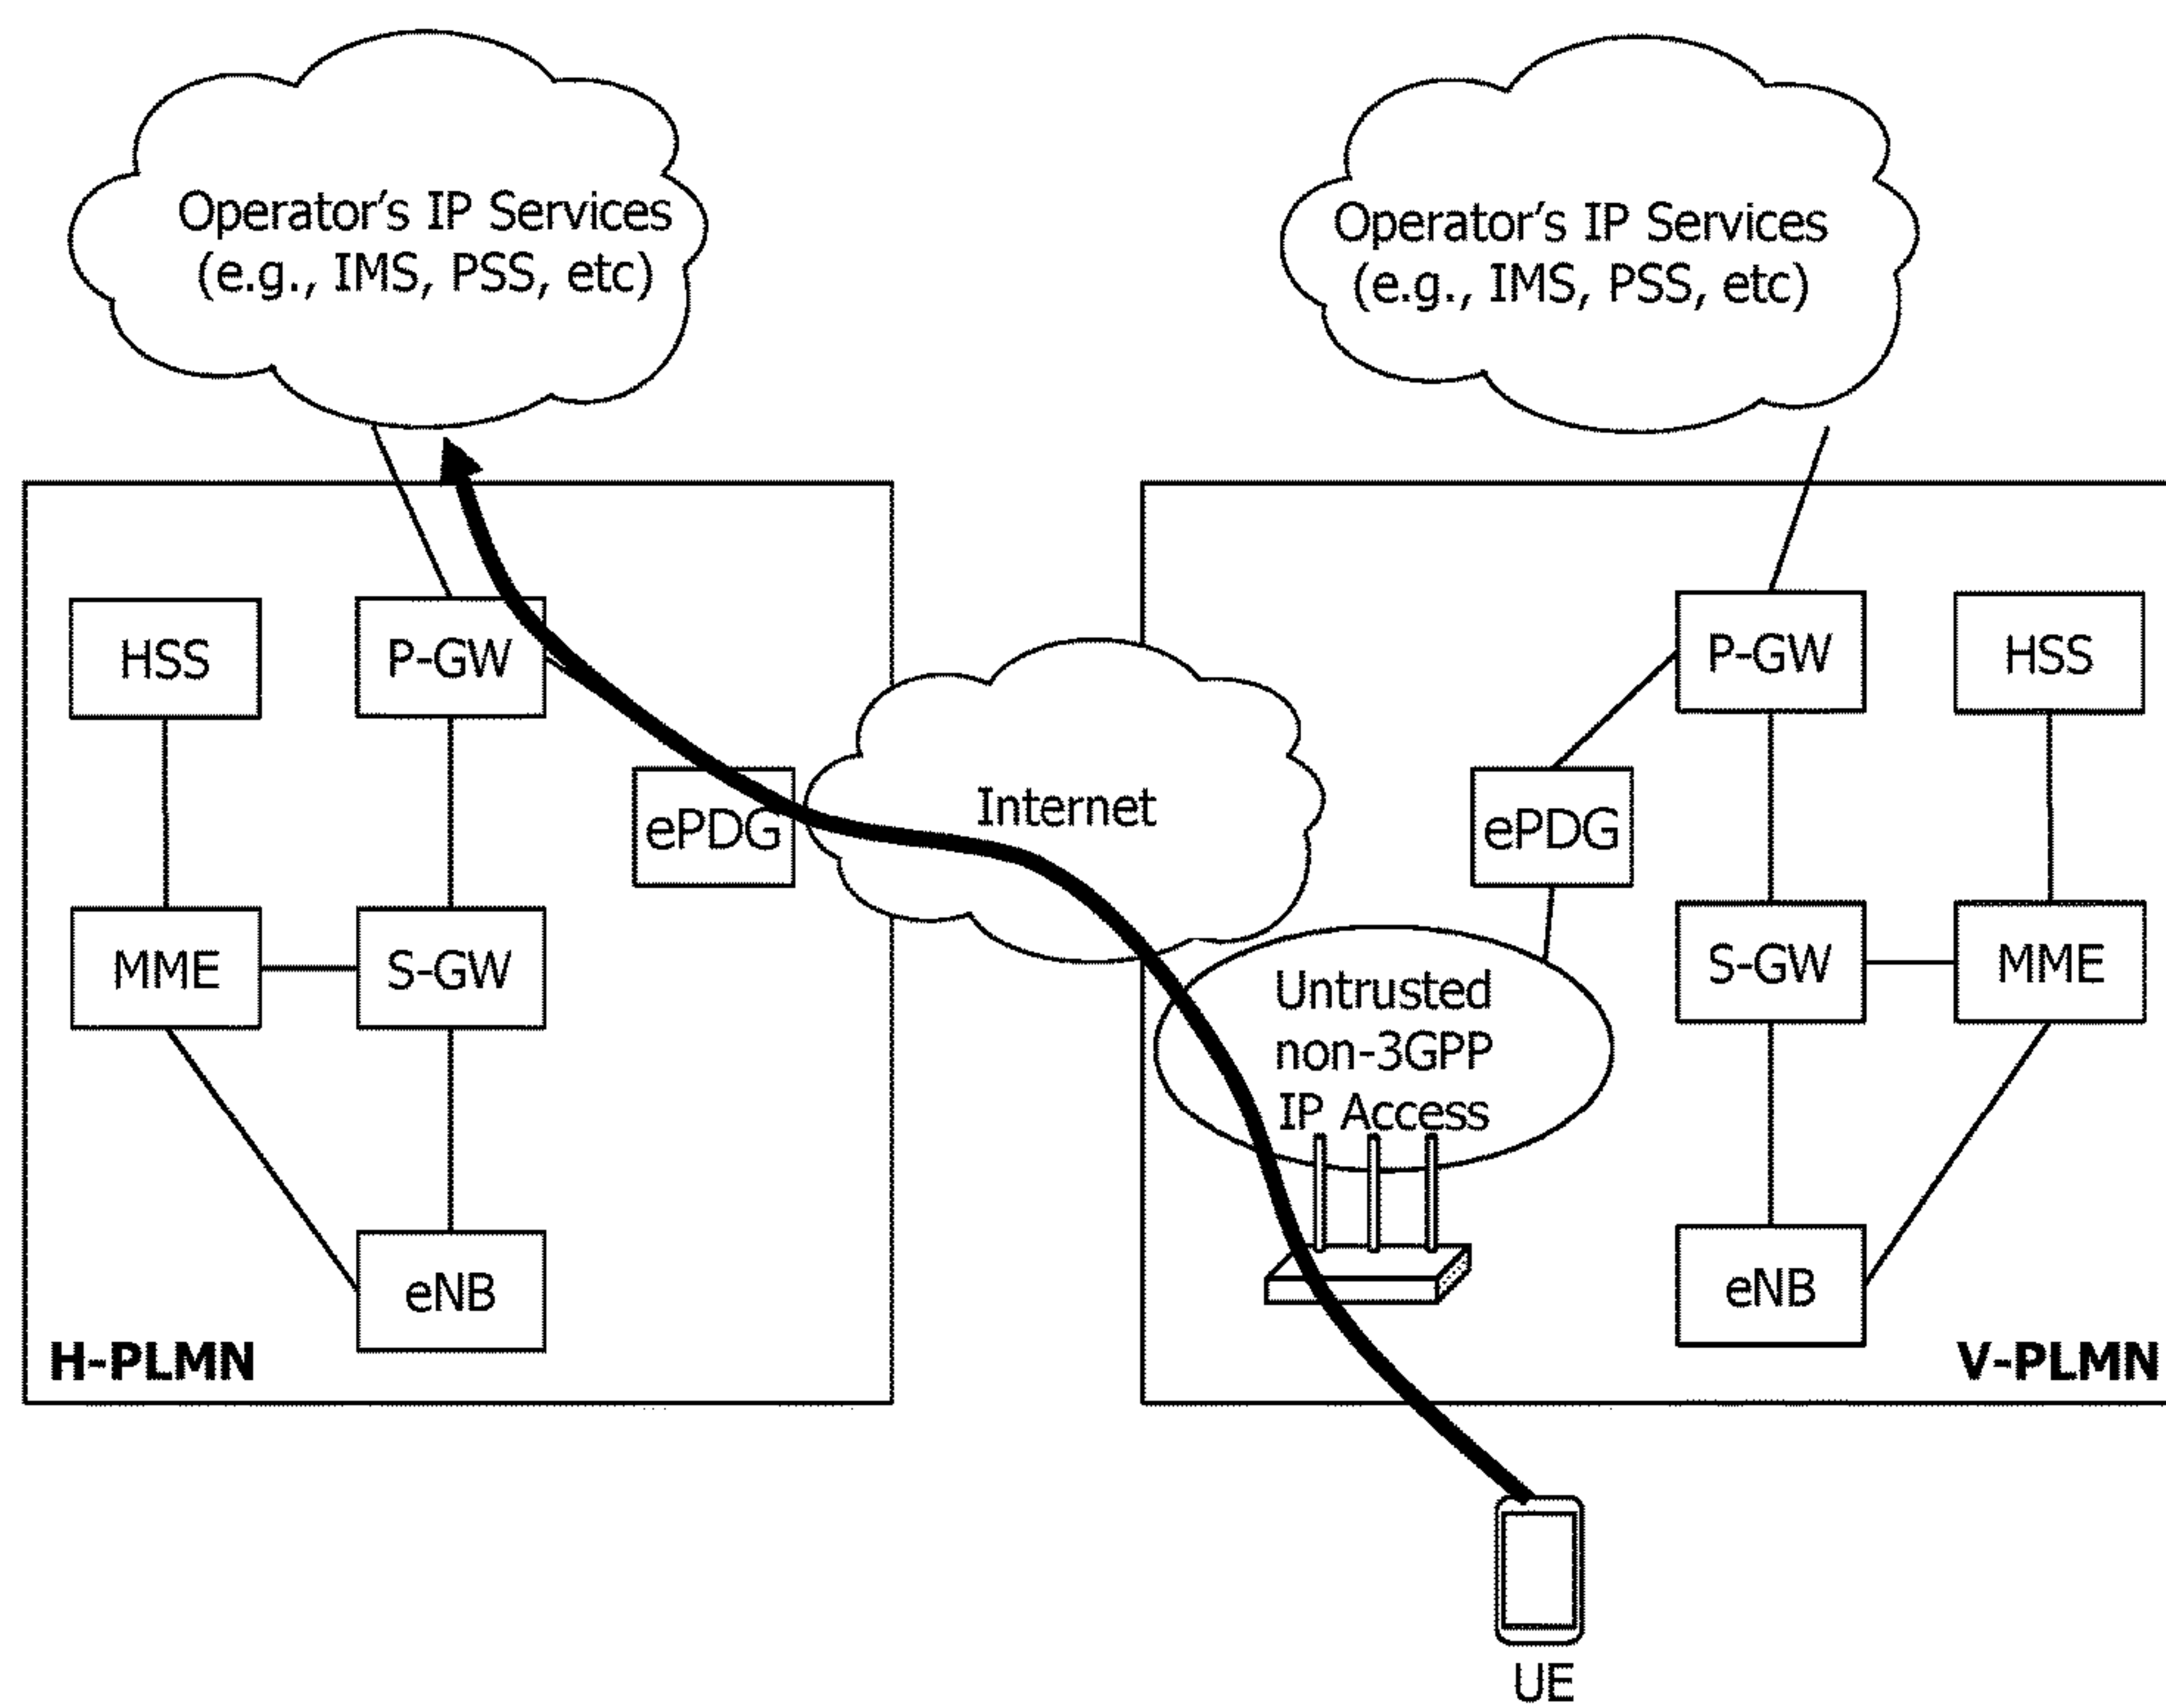 Operator's IP Services
(e.g., IMS, PSS, etc)
Operator's IP Services
(e.g., IMS, PSS, etc)
HSS
P-GW
ePDG
MME
S-GW
eNB
H-PLMN
Internet
P-GW
HSS
ePDG
Untrusted
non-3GPP
IP Access
S-GW
MME
eNB
V-PLMN
UE